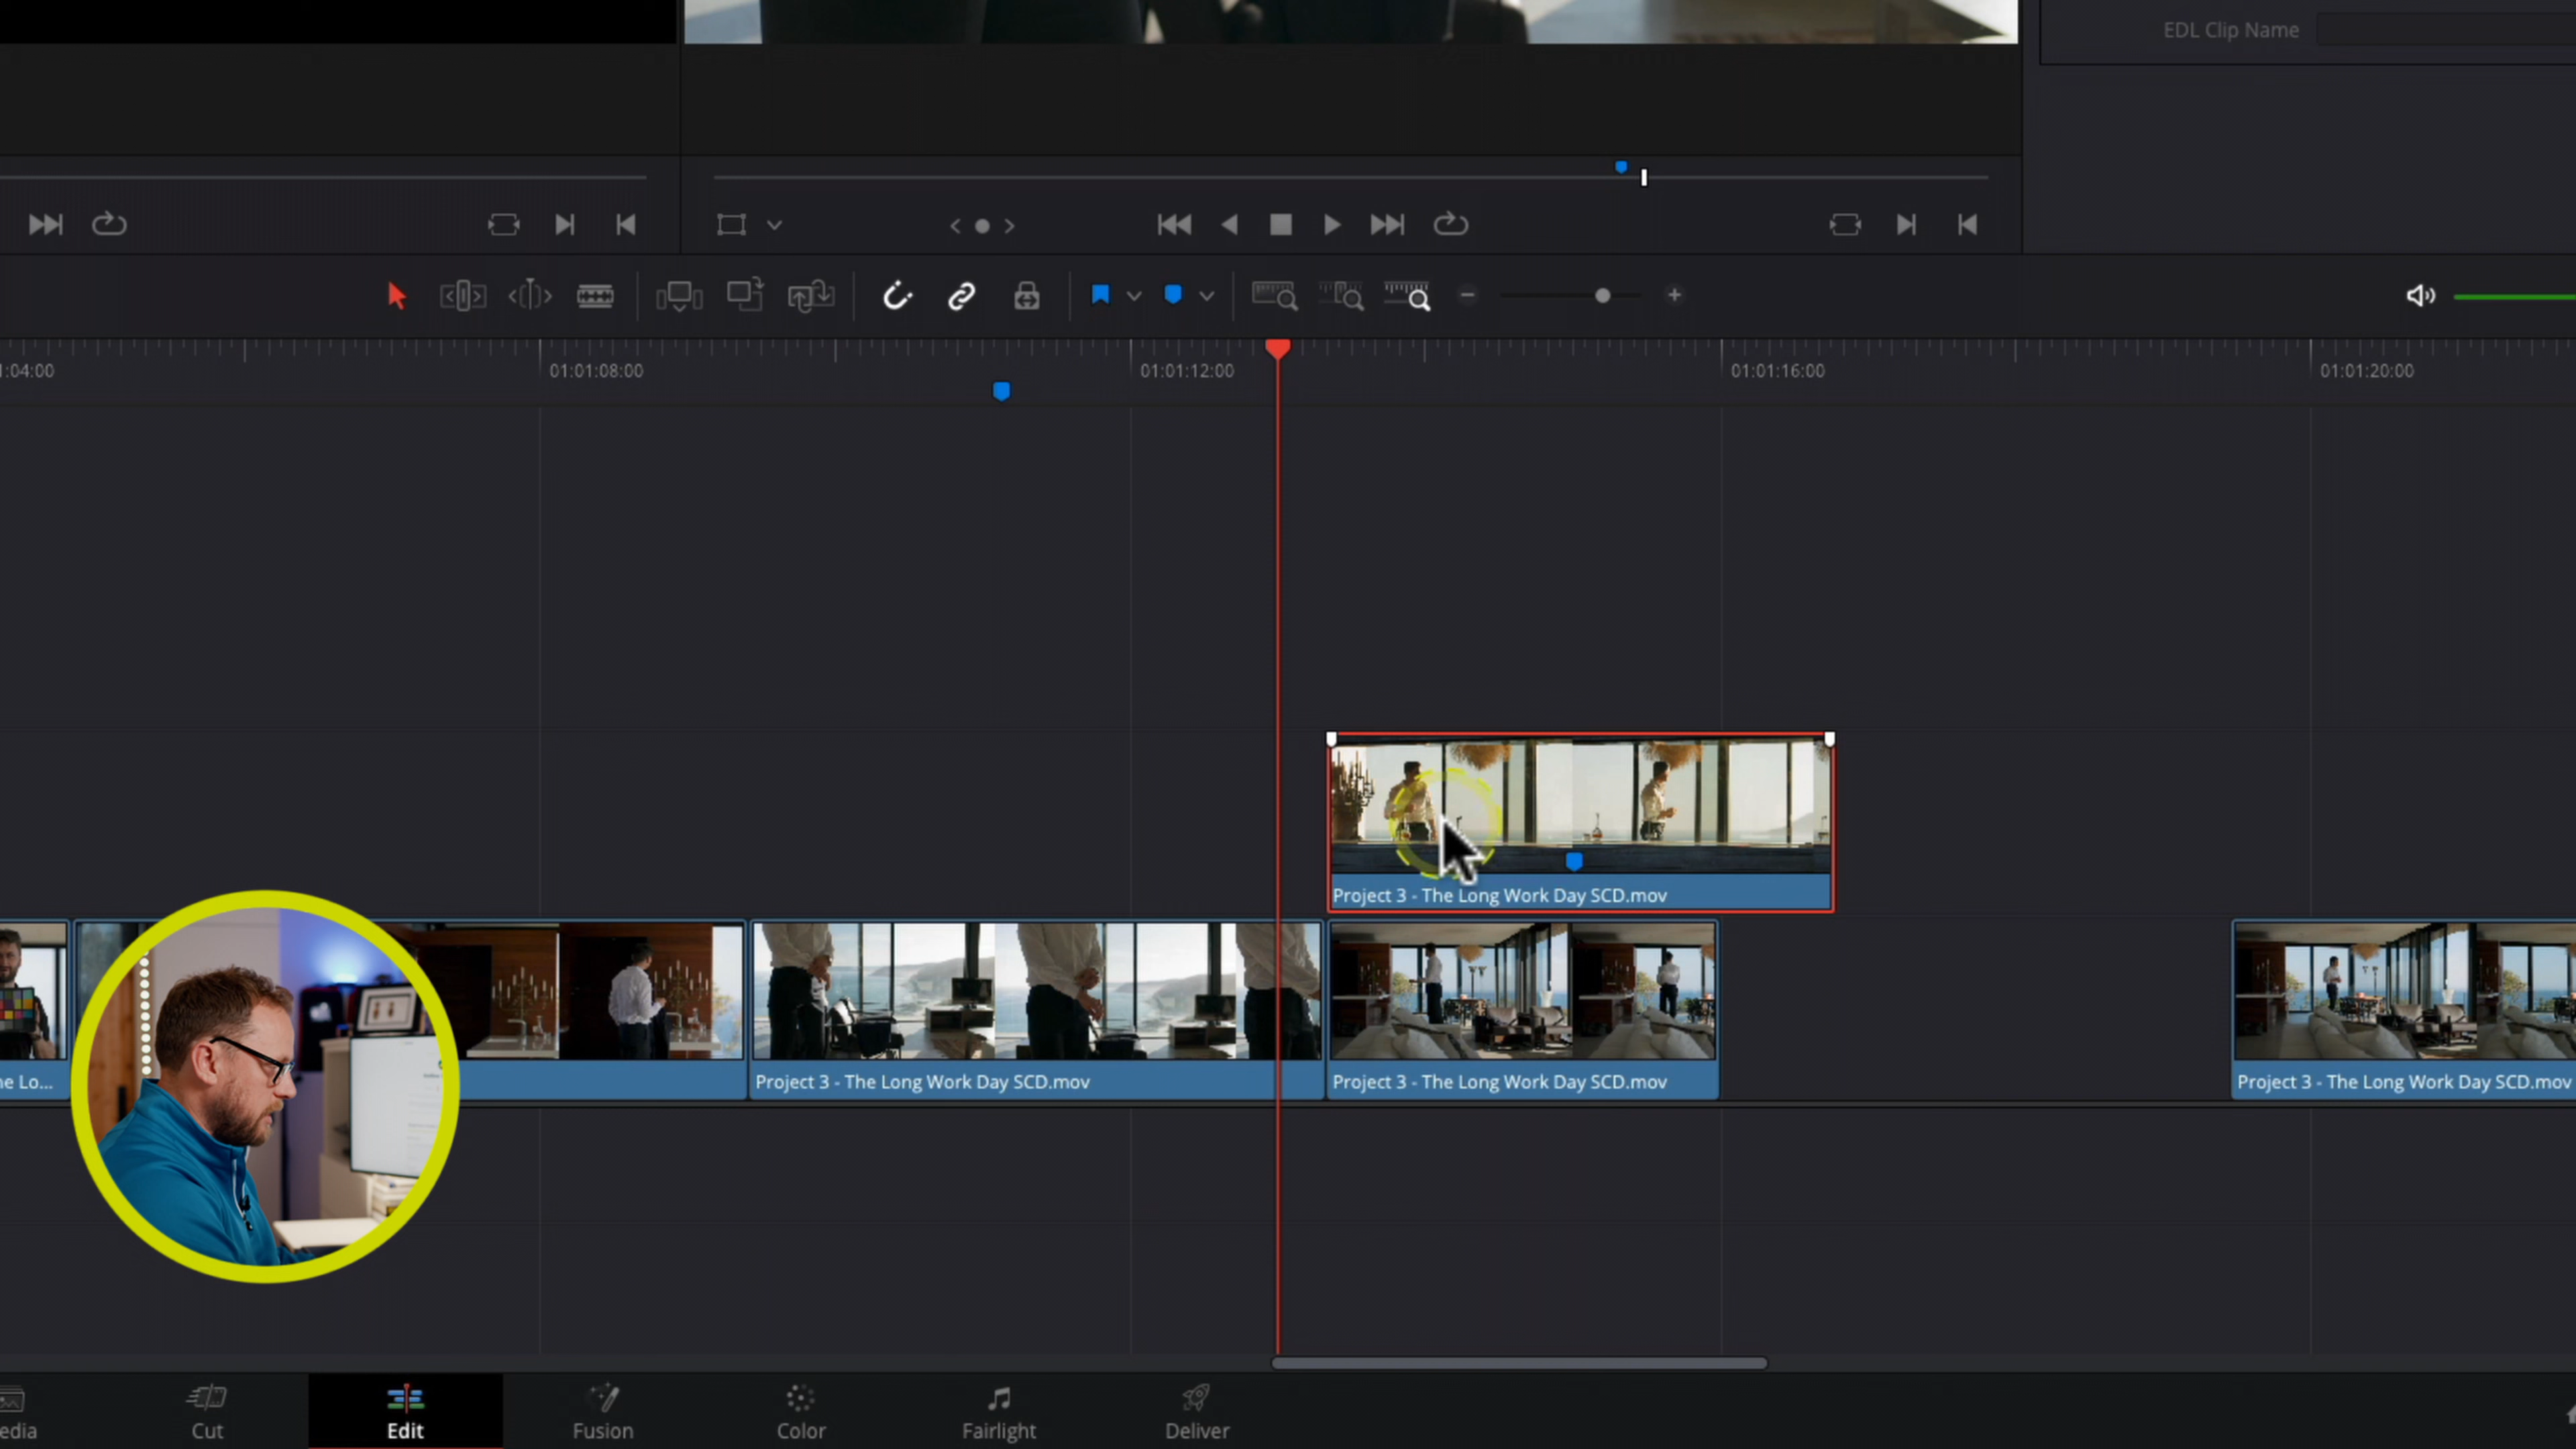 EDL Clip Name
:04:00
01:01:08:00
01:01:12:00
01:01:16:00
01:01:20:00
Project 3 - The Long Work Day SCD.mov
ne Lo...
Project 3 - The Long Work Day SCD.mov
Project 3 - The Long Work Day SCD.mov
Project 3 - The Long Work Day SCD.mov
edia
Cut
Edit
Fusion
Color
Fairlight
Deliver